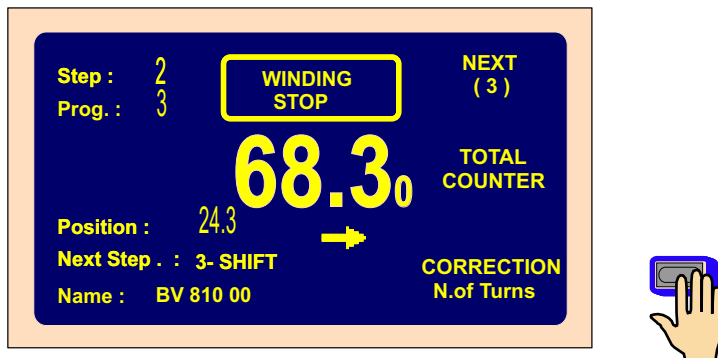 Step : 2
Prog. : 3
WINDING
STOP
NEXT
( 3 )
68.30
TOTAL
COUNTER
Position : 24.3
Next Step . : 3- SHIFT
CORRECTION
N.of Turns
Name : BV 810 00